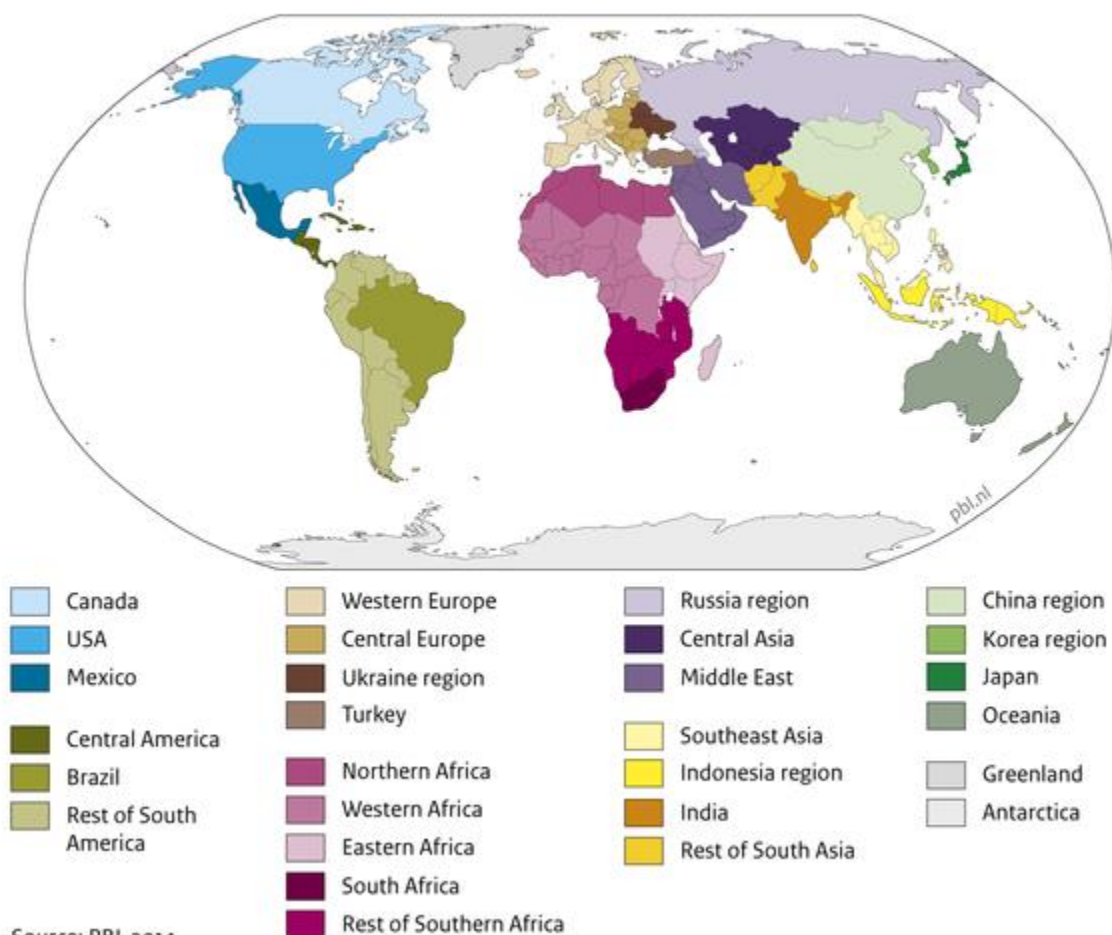 pbl.nl
Canada
USA
Mexico
Central America
Brazil
Rest of South
America
Western Europe
Central Europe
Ukraine region
Turkey
Northern Africa
Western Africa
Eastern Africa
South Africa
Rest of Southern Africa
Russia region
Central Asia
Middle East
Southeast Asia
Indonesia region
India
Rest of South Asia
China region
Korea region
Japan
Oceania
Greenland
Antarctica
Source: PBL